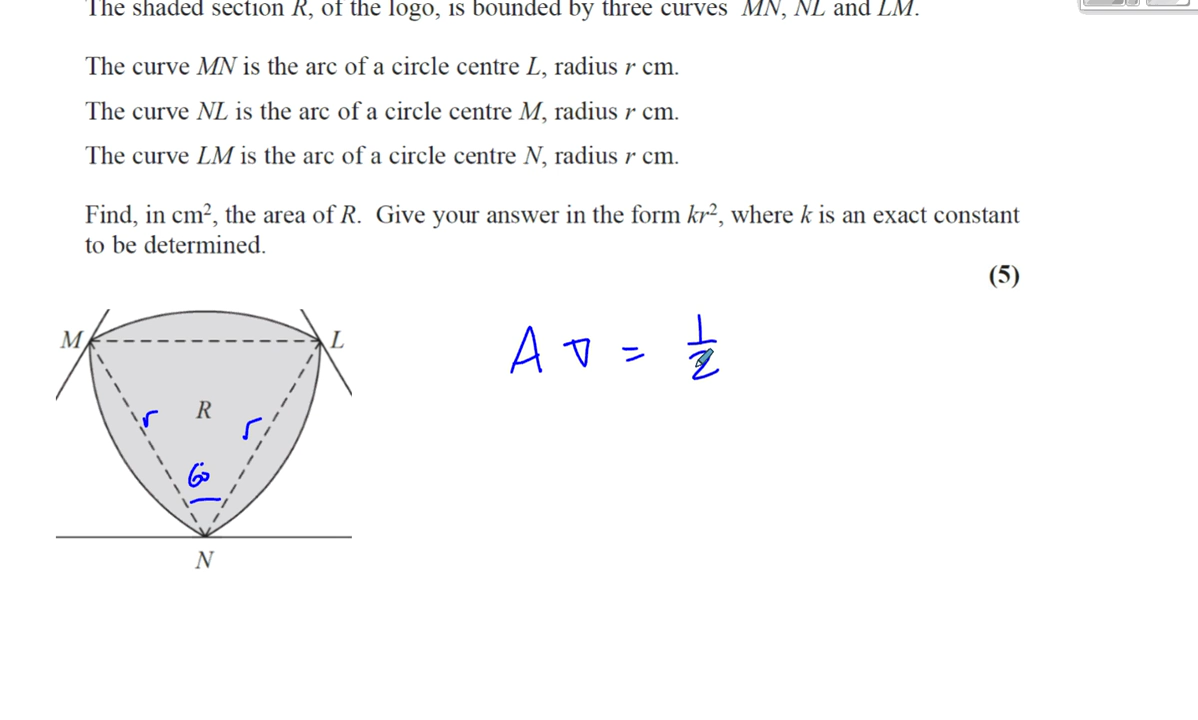 The shaded section R, of the logo, is bounded by three curves MN, NL and LM.
The curve MN is the arc of a circle centre L, radius r cm.
The curve NL is the arc of a circle centre M, radius r cm.
The curve LM is the arc of a circle centre N, radius r cm.
Find, in cm², the area of R. Give your answer in the form kr², where k is an exact constant
to be determined.
(5)
M
L
A ∇ = 1/2
R
r
r
60
N